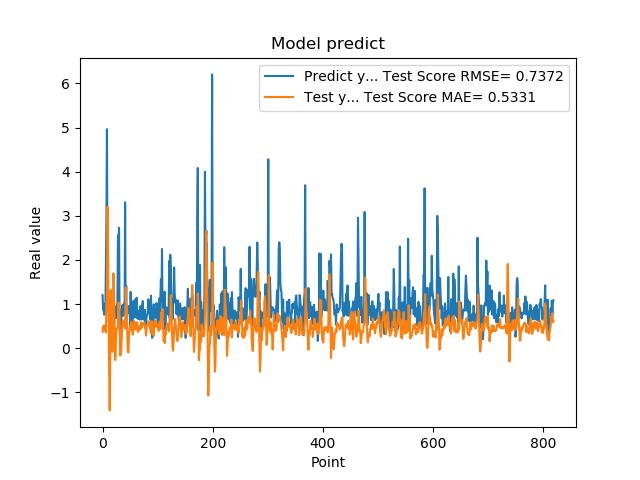 Model predict
Predict y... Test Score RMSE= 0.7372
Test y... Test Score MAE= 0.5331
Real value
6
5
4
3
2
1
0
−1
0 200 400 600 800
Point